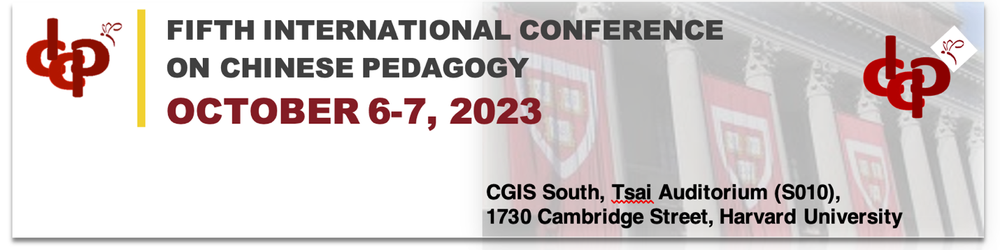 FIFTH INTERNATIONAL CONFERENCE
ON CHINESE PEDAGOGY
OCTOBER 6-7, 2023
CGIS South, Tsai Auditorium (S010),
1730 Cambridge Street, Harvard University